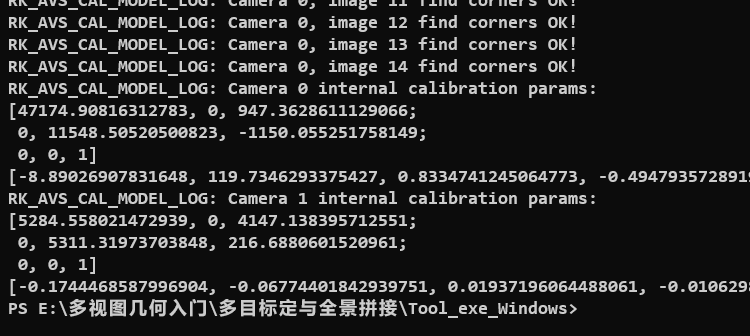 RK_AVS_CAL_MODEL_LOG: Camera 0, image 11 find corners OK!
RK_AVS_CAL_MODEL_LOG: Camera 0, image 12 find corners OK!
RK_AVS_CAL_MODEL_LOG: Camera 0, image 13 find corners OK!
RK_AVS_CAL_MODEL_LOG: Camera 0, image 14 find corners OK!
RK_AVS_CAL_MODEL_LOG: Camera 0 internal calibration params:
[47174.90816312783, 0, 947.3628611129066;
 0, 11548.50520500823, -1150.055251758149;
 0, 0, 1]
[-8.89026907831648, 119.7346293375427, 0.8334741245064773, -0.494793572891
RK_AVS_CAL_MODEL_LOG: Camera 1 internal calibration params:
[5284.558021472939, 0, 4147.138395712551;
 0, 5311.31973703848, 216.6880601520961;
 0, 0, 1]
[-0.1744468587996904, -0.06774401842939751, 0.01937196064488061, -0.010629
PS E:\多视图几何入门\多目标定与全景拼接\Tool_exe_Windows>